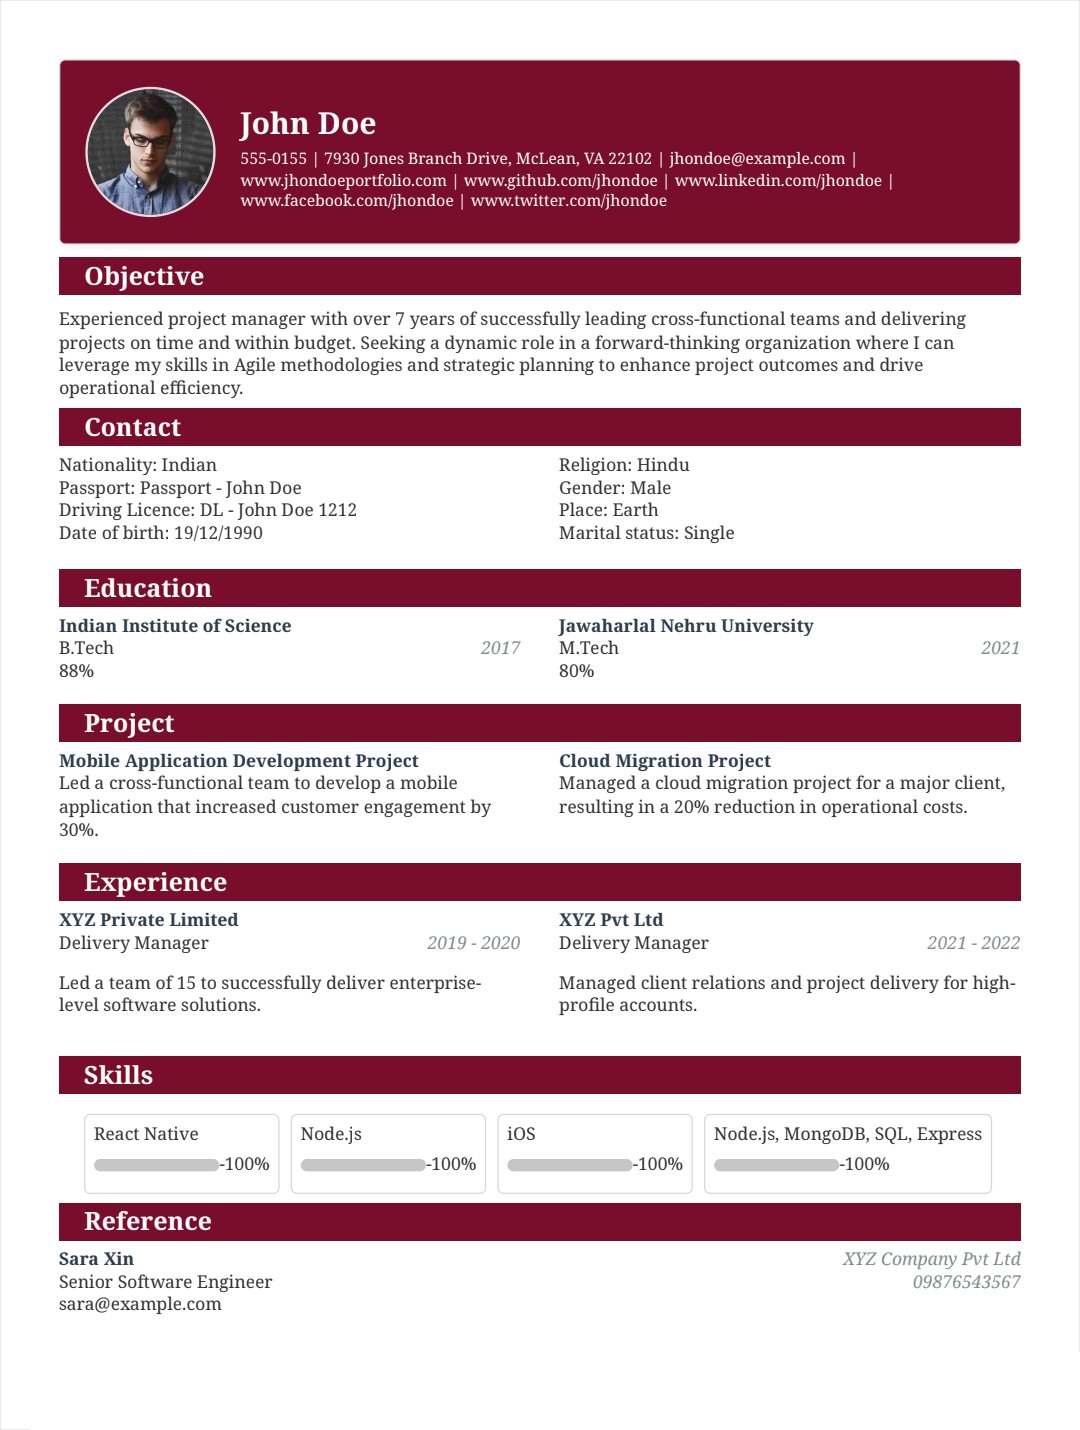 John Doe
555-0155 | 7930 Jones Branch Drive, McLean, VA 22102 | jhondoe@example.com |
www.jhondoeportfolio.com | www.github.com/jhondoe | www.linkedin.com/jhondoe |
www.facebook.com/jhondoe | www.twitter.com/jhondoe
Objective
Experienced project manager with over 7 years of successfully leading cross-functional teams and delivering
projects on time and within budget. Seeking a dynamic role in a forward-thinking organization where I can
leverage my skills in Agile methodologies and strategic planning to enhance project outcomes and drive
operational efficiency.
Contact
Nationality: Indian
Passport: Passport - John Doe
Driving Licence: DL - John Doe 1212
Date of birth: 19/12/1990
Religion: Hindu
Gender: Male
Place: Earth
Marital status: Single
Education
Indian Institute of Science
B.Tech 2017
88%
Jawaharlal Nehru University
M.Tech 2021
80%
Project
Mobile Application Development Project
Led a cross-functional team to develop a mobile
application that increased customer engagement by
30%.
Cloud Migration Project
Managed a cloud migration project for a major client,
resulting in a 20% reduction in operational costs.
Experience
XYZ Private Limited
Delivery Manager 2019 - 2020
Led a team of 15 to successfully deliver enterprise-
level software solutions.
XYZ Pvt Ltd
Delivery Manager 2021 - 2022
Managed client relations and project delivery for high-
profile accounts.
Skills
React Native
-100%
Node.js
-100%
iOS
-100%
Node.js, MongoDB, SQL, Express
-100%
Reference
Sara Xin XYZ Company Pvt Ltd
Senior Software Engineer 09876543567
sara@example.com